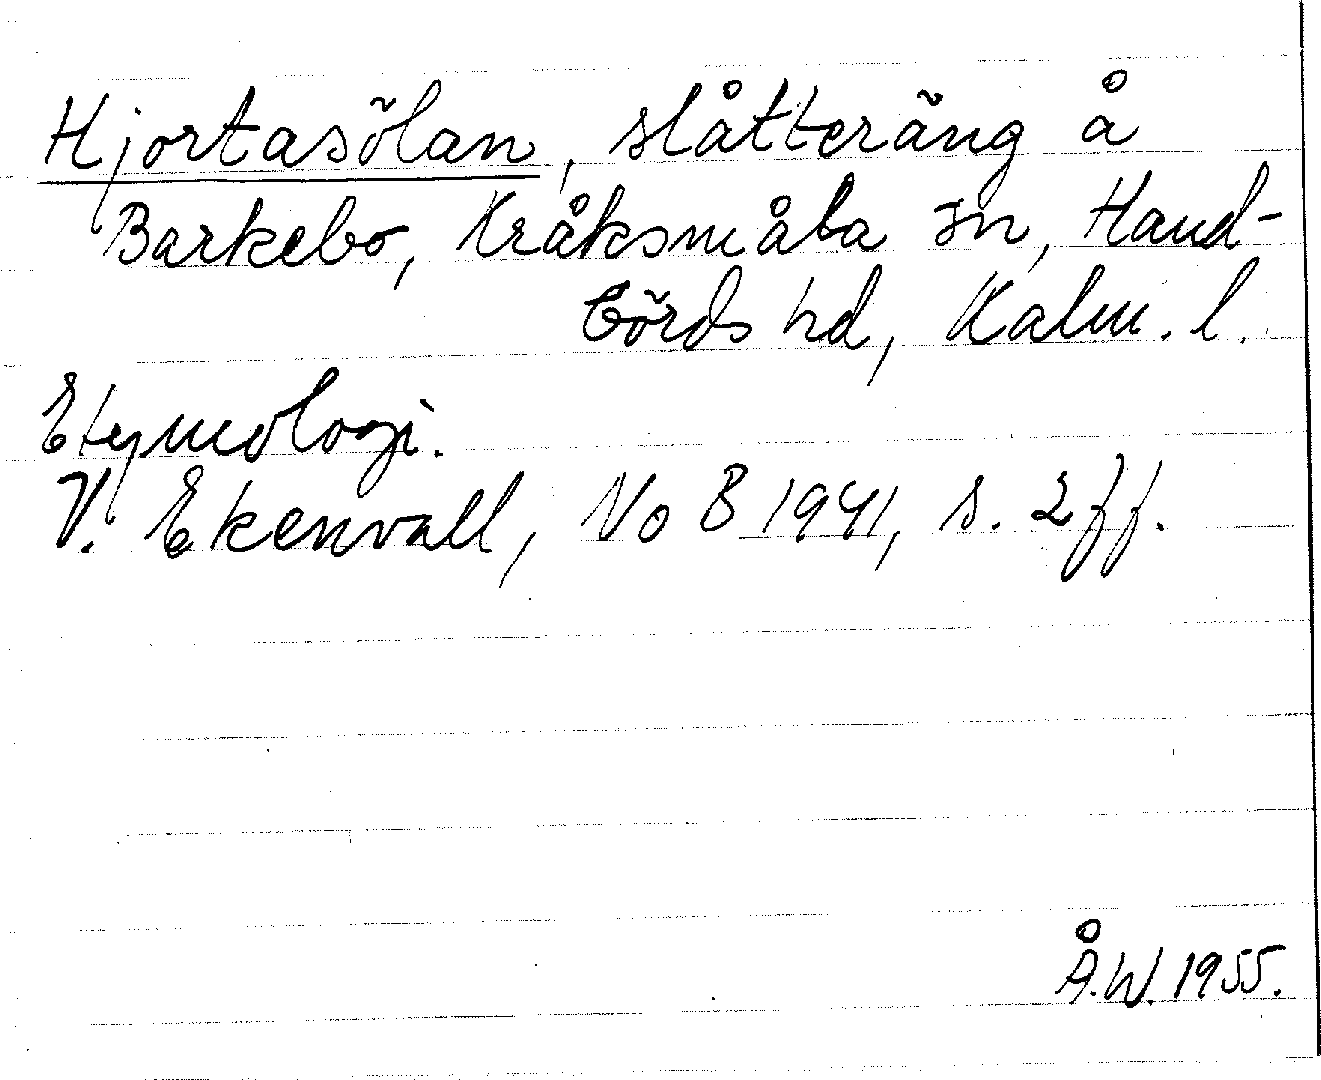 Hjortasölan, slåtteräng å
Barkebo, Kråksmåla sn, Hand-
börds hd, Kalm. l.
Etymologi.
V. Ekenvall, NoB 1941, s. 2 ff.
Å.W. 1955.